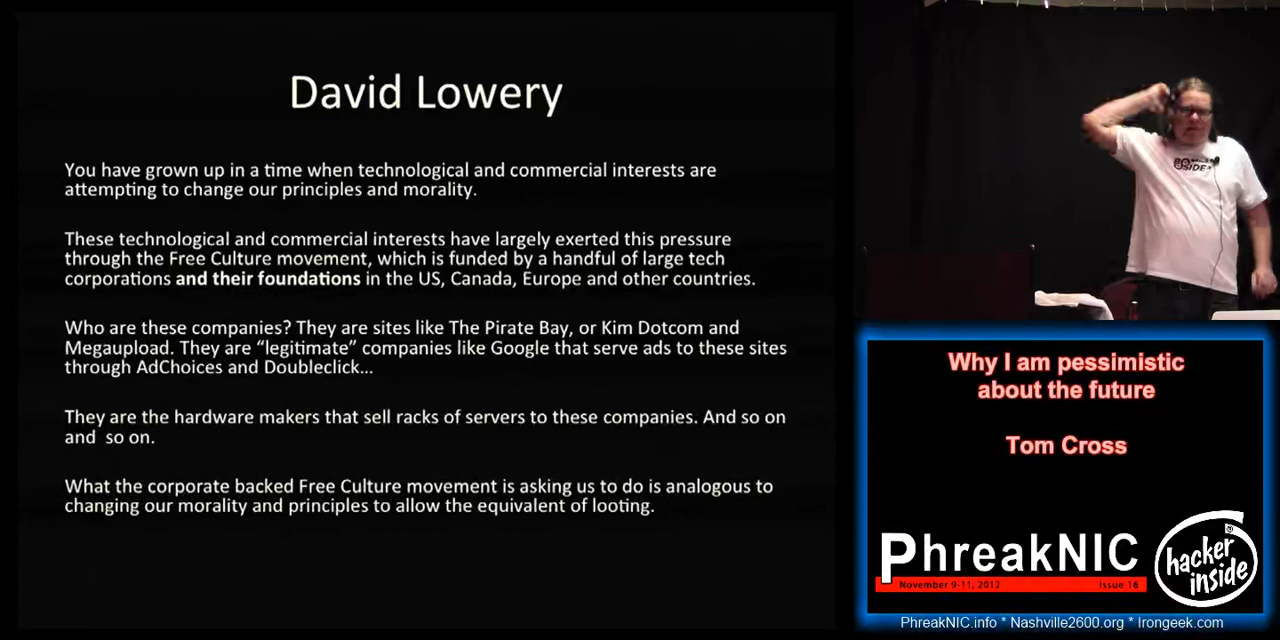 David Lowery
You have grown up in a time when technological and commercial interests are
attempting to change our principles and morality.
These technological and commercial interests have largely exerted this pressure
through the Free Culture movement, which is funded by a handful of large tech
corporations and their foundations in the US, Canada, Europe and other countries.
Who are these companies? They are sites like The Pirate Bay, or Kim Dotcom and
Megaupload. They are “legitimate” companies like Google that serve ads to these sites
through AdChoices and Doubleclick...
They are the hardware makers that sell racks of servers to these companies. And so on
and  so on.
What the corporate backed Free Culture movement is asking us to do is analogous to
changing our morality and principles to allow the equivalent of looting.
Why I am pessimistic
about the future
Tom Cross
PhreakNIC
November 9-11, 2012 Issue 16
hacker
inside
PhreakNIC.info * Nashville2600.org * Irongeek.com